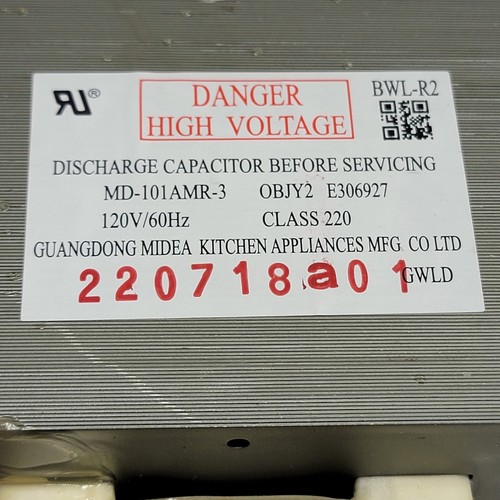 RU® DANGER BWL-R2
HIGH VOLTAGE
DISCHARGE CAPACITOR BEFORE SERVICING
MD-101AMR-3 OBJY2 E306927
120V/60Hz CLASS 220
GUANGDONG MIDEA KITCHEN APPLIANCES MFG. CO LTD
220718a01 GWLD